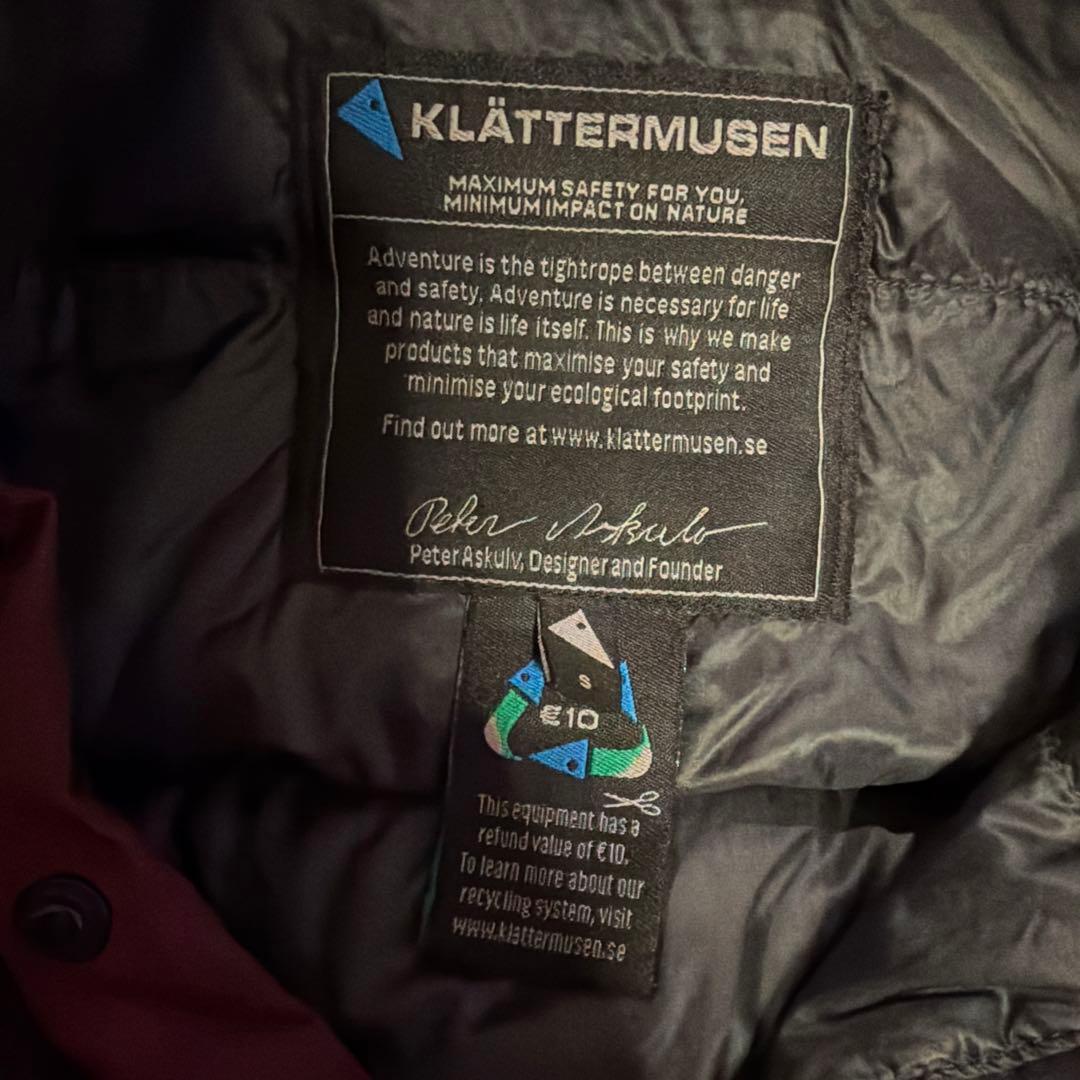 KLÄTTERMUSEN
MAXIMUM SAFETY FOR YOU,
MINIMUM IMPACT ON NATURE
Adventure is the tightrope between danger
and safety. Adventure is necessary for life
and nature is life itself. This is why we make
products that maximise your safety and
minimise your ecological footprint.
Find out more at www.klattermusen.se
Peter Askulv
Peter Askulv, Designer and Founder
S
€10
This equipment has a
refund value of €10.
To learn more about our
recycling system, visit
www.klattermusen.se